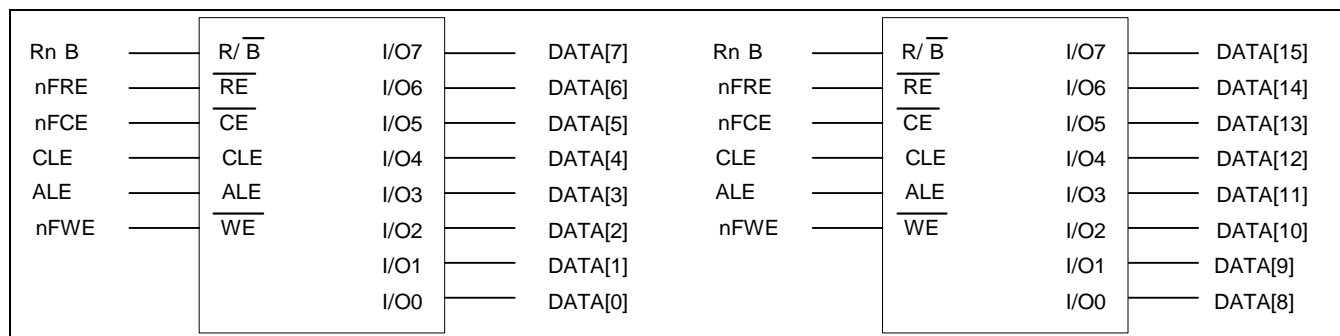 Rn B R/B I/O7 DATA[7] Rn B R/B I/O7 DATA[15]
nFRE RE I/O6 DATA[6] nFRE RE I/O6 DATA[14]
nFCE CE I/O5 DATA[5] nFCE CE I/O5 DATA[13]
CLE CLE I/O4 DATA[4] CLE CLE I/O4 DATA[12]
ALE ALE I/O3 DATA[3] ALE ALE I/O3 DATA[11]
nFWE WE I/O2 DATA[2] nFWE WE I/O2 DATA[10]
I/O1 DATA[1] I/O1 DATA[9]
I/O0 DATA[0] I/O0 DATA[8]